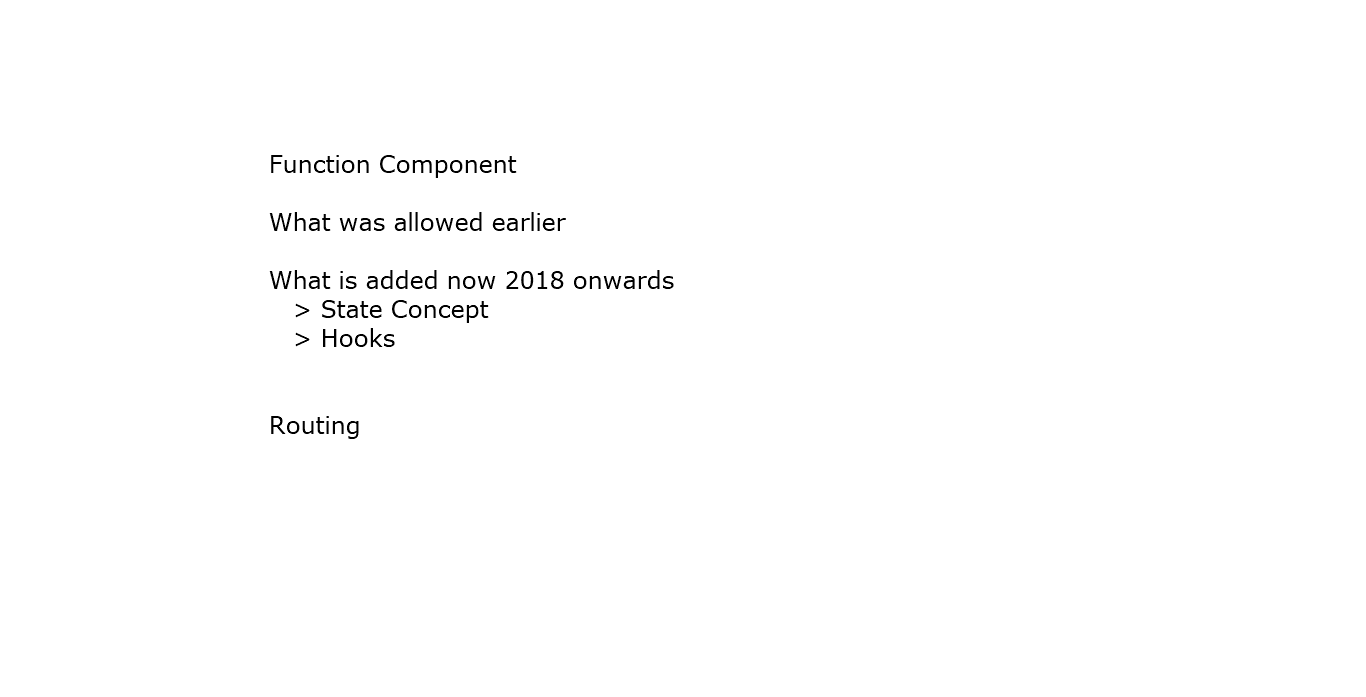 Function Component
What was allowed earlier
What is added now 2018 onwards
> State Concept
> Hooks
Routing